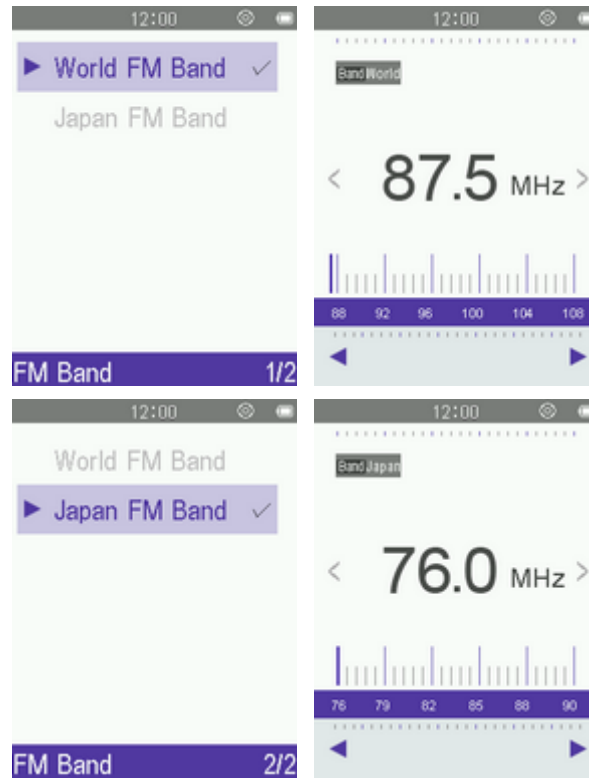 12:00
World FM Band
Japan FM Band
FM Band 1/2
12:00
Band World
87.5 MHz
88 92 96 100 104 108
12:00
World FM Band
Japan FM Band
FM Band 2/2
12:00
Band Japan
76.0 MHz
76 79 82 85 88 90